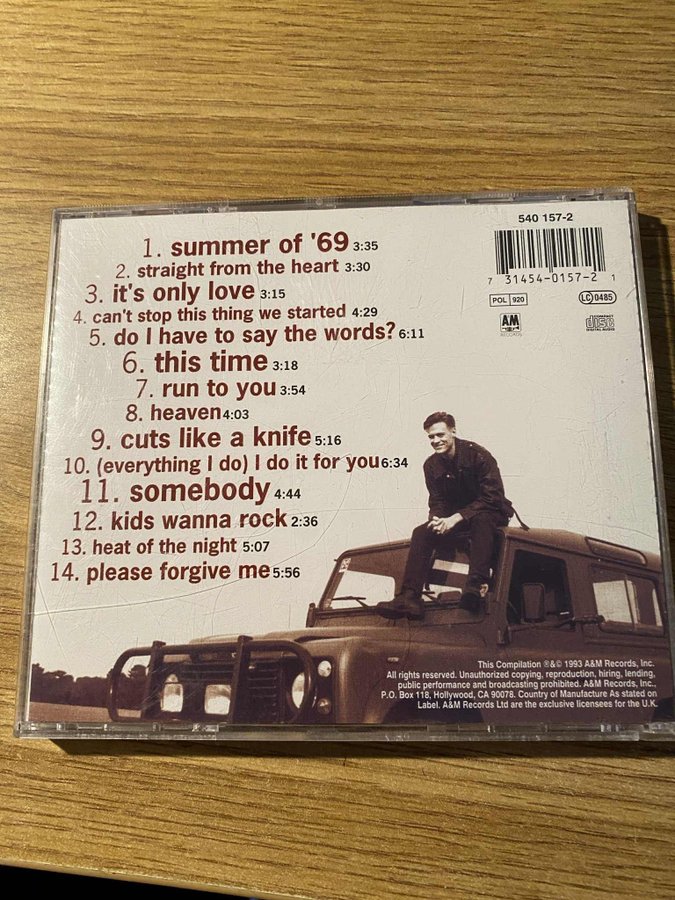 1. summer of '69 3:35
2. straight from the heart 3:30
3. it's only love 3:15
4. can't stop this thing we started 4:29
5. do I have to say the words? 6:11
6. this time 3:18
7. run to you 3:54
8. heaven 4:03
9. cuts like a knife 5:16
10. (everything I do) I do it for you 6:34
11. somebody 4:44
12. kids wanna rock 2:36
13. heat of the night 5:07
14. please forgive me 5:56
540 157-2
7 31454-0157-2 1
POL 920
LC 0485
AM
RECORDS
COMPACT
disc
DIGITAL AUDIO
This Compilation ℗&© 1993 A&M Records, Inc.
All rights reserved. Unauthorized copying, reproduction, hiring, lending,
public performance and broadcasting prohibited. A&M Records, Inc.,
P.O. Box 118, Hollywood, CA 90078. Country of Manufacture As stated on
Label. A&M Records Ltd are the exclusive licensees for the U.K.